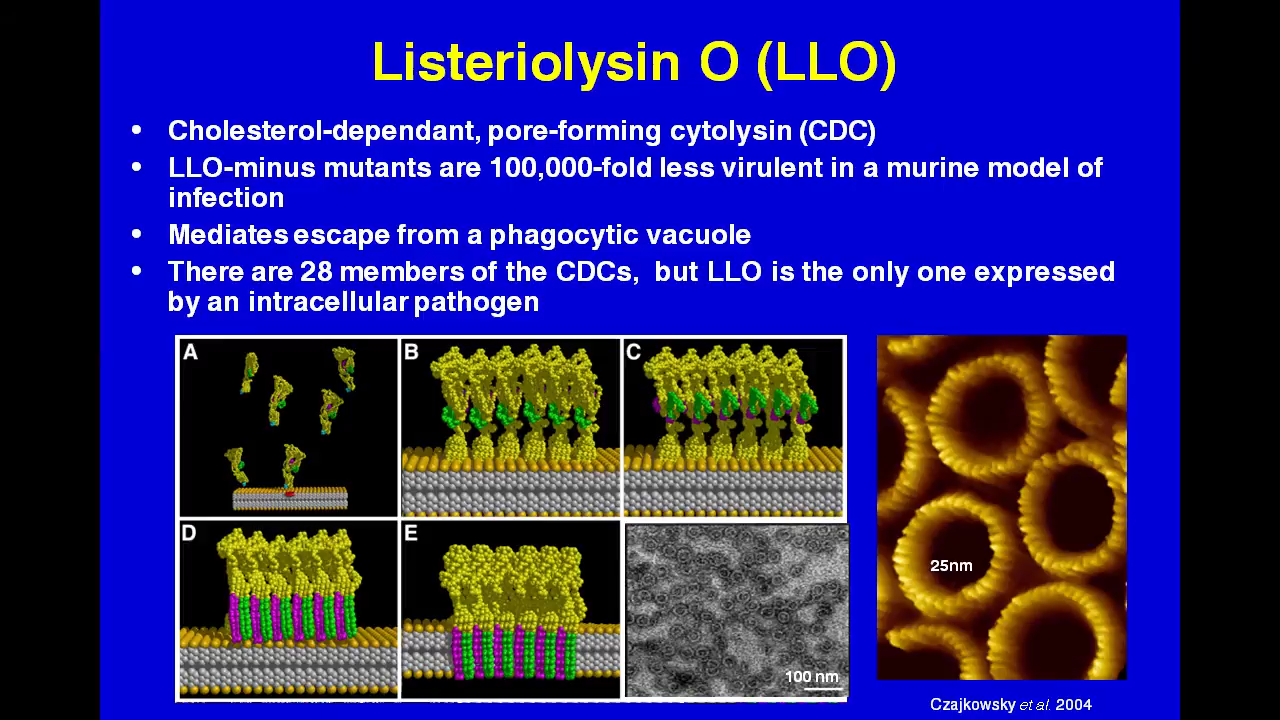 Listeriolysin O (LLO)
• Cholesterol-dependant, pore-forming cytolysin (CDC)
• LLO-minus mutants are 100,000-fold less virulent in a murine model of
infection
• Mediates escape from a phagocytic vacuole
• There are 28 members of the CDCs, but LLO is the only one expressed
by an intracellular pathogen
A
B
C
D
E
25nm
100 nm
Czajkowsky et al. 2004